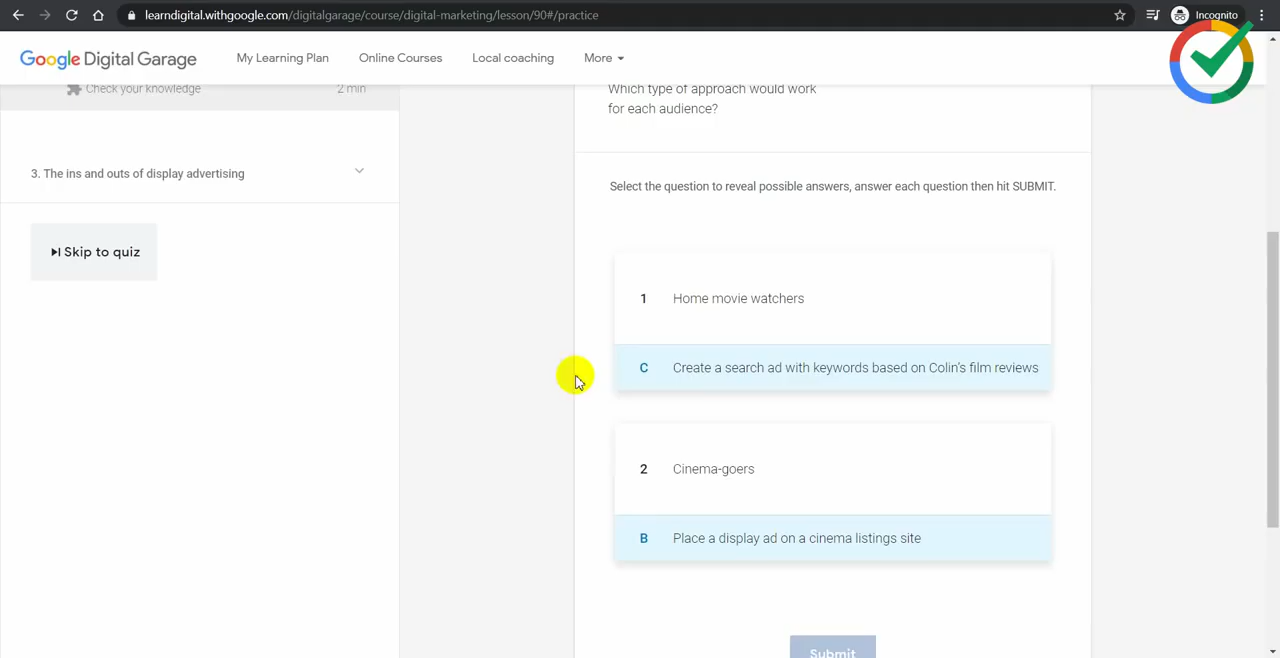 learndigital.withgoogle.com/digitalgarage/course/digital-marketing/lesson/90#/practice
Incognito
Google Digital Garage
My Learning Plan
Online Courses
Local coaching
More
Check your knowledge
2 min
3. The ins and outs of display advertising
Skip to quiz
Which type of approach would work
for each audience?
Select the question to reveal possible answers, answer each question then hit SUBMIT.
1 Home movie watchers
C Create a search ad with keywords based on Colin's film reviews
2 Cinema-goers
B Place a display ad on a cinema listings site
Submit